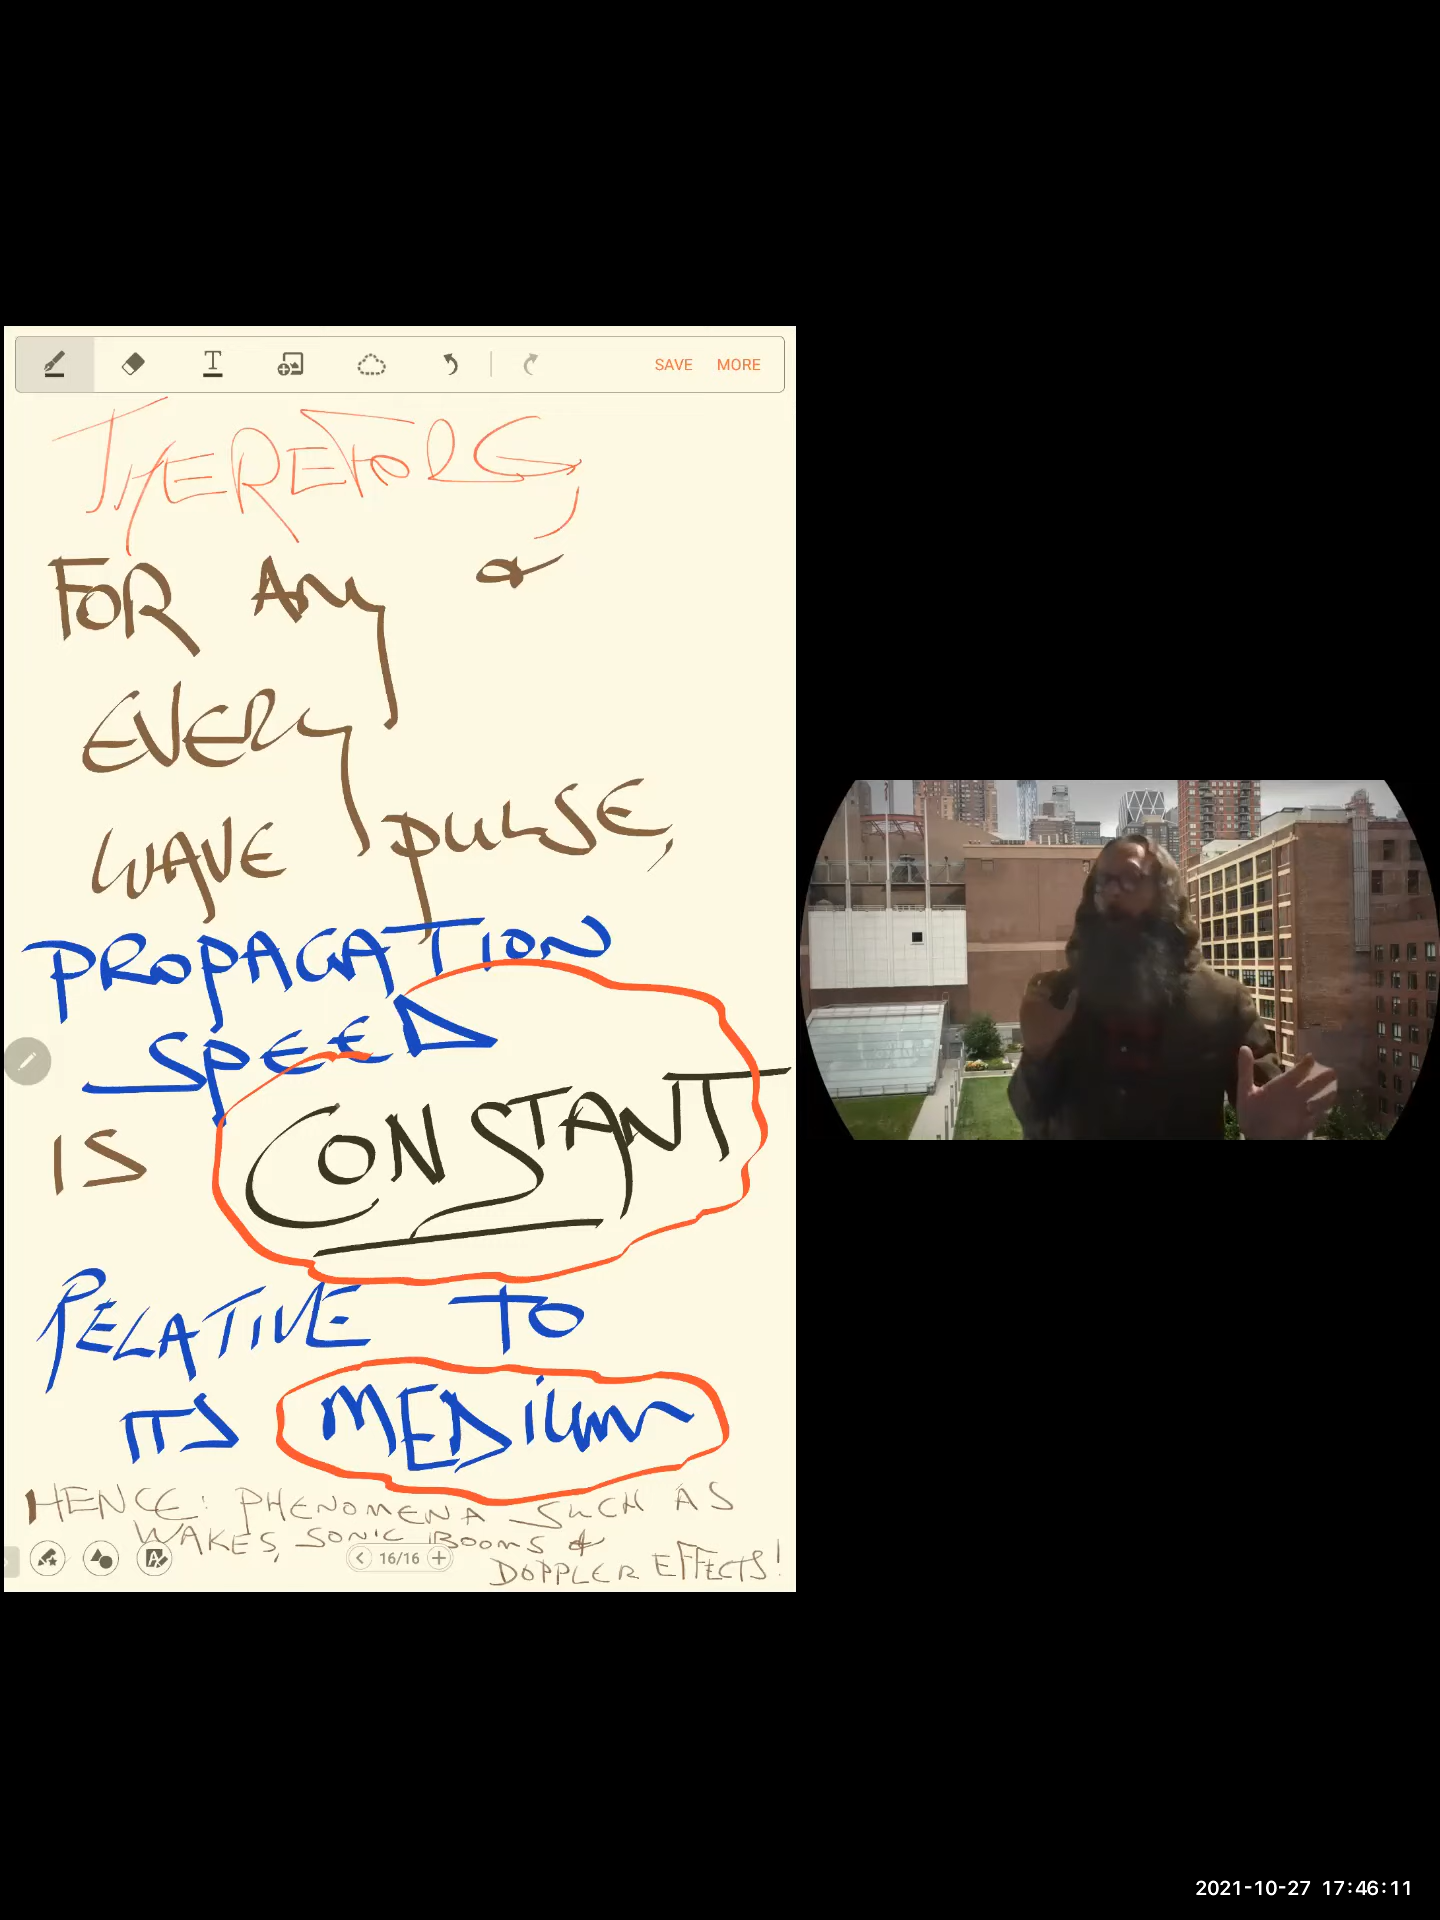 SAVE MORE
THEREFORE,
FOR ANY &
EVERY
WAVE PULSE,
PROPAGATION
SPEED
IS CONSTANT
RELATIVE TO
ITS MEDIUM
HENCE: PHENOMENA SUCH AS
WAKES, SONIC BOOMS &
DOPPLER EFFECTS!
16/16
2021-10-27 17:46:11